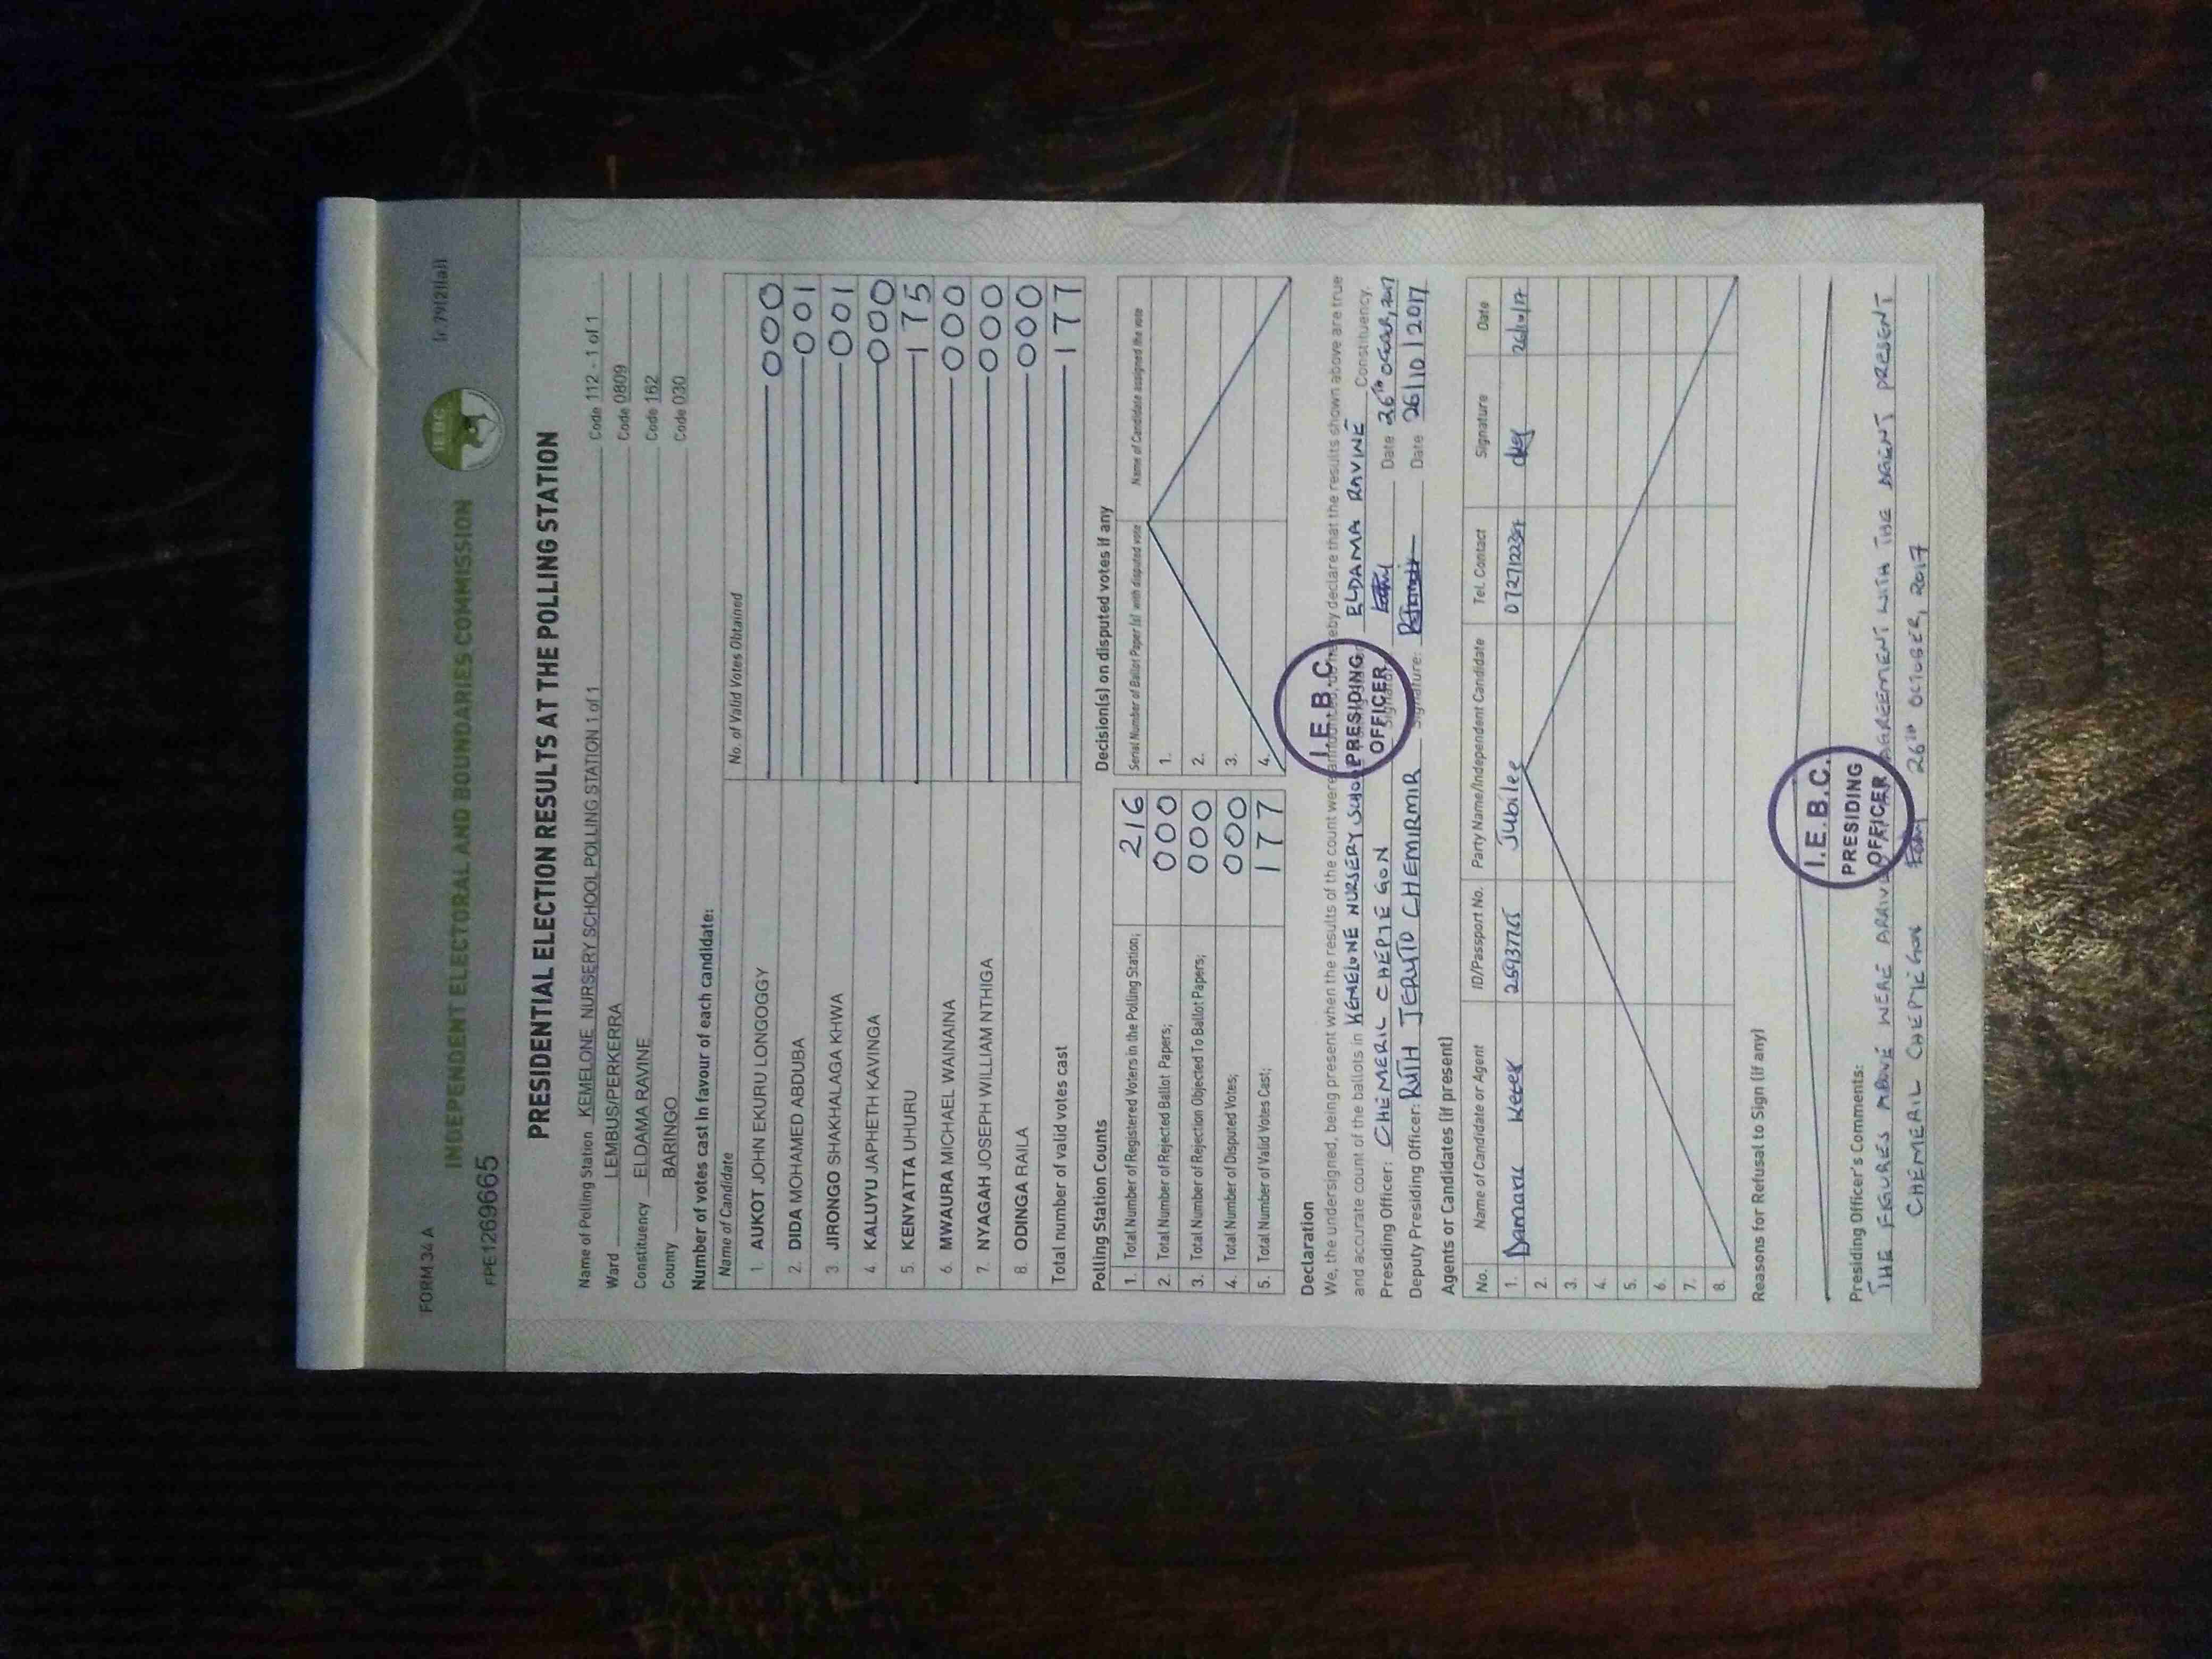 FORM 34 A
INDEPENDENT ELECTORAL AND BOUNDARIES COMMISSION
IEBC
[r 79(2)(a)]
FPE1269665
PRESIDENTIAL ELECTION RESULTS AT THE POLLING STATION
Name of Polling Station KEMELONE NURSERY SCHOOL POLLING STATION 1 of 1 Code 112 - 1 of 1
Ward LEMBUS/PERKERRA Code 0809
Constituency ELDAMA RAVINE Code 162
County BARINGO Code 030
Number of votes cast in favour of each candidate:
Name of Candidate No. of Valid Votes Obtained
1. AUKOT JOHN EKURU LONGOGGY 000
2. DIDA MOHAMED ABDUBA 001
3. JIRONGO SHAKHALAGA KHWA 001
4. KALUYU JAPHETH KAVINGA 000
5. KENYATTA UHURU 175
6. MWAURA MICHAEL WAINAINA 000
7. NYAGAH JOSEPH WILLIAM NTHIGA 000
8. ODINGA RAILA 000
Total number of valid votes cast 177
Polling Station Counts
1. Total Number of Registered Voters in the Polling Station; 216
2. Total Number of Rejected Ballot Papers; 000
3. Total Number of Rejection Objected To Ballot Papers; 000
4. Total Number of Disputed Votes; 000
5. Total Number of Valid Votes Cast; 177
Decision(s) on disputed votes if any
Serial Number of Ballot Paper (s) with disputed vote Name of Candidate assigned the vote
1.
2.
3.
4.
Declaration
We, the undersigned, being present when the results of the count were announced, do hereby declare that the results shown above are true
and accurate count of the ballots in KEMELONE NURSERY SCHOOL ELDAMA RAVINE Constituency.
Presiding Officer: CHEMERIL CHEPIEGON Signature: Date 26TH OCTOBER, 2017
Deputy Presiding Officer: RUTH JERUTO CHEMIRMIR Signature: Date 26/10/2017
I.E.B.C.
PRESIDING
OFFICER
Agents or Candidates (if present)
No. Name of Candidate or Agent ID/Passport No. Party Name/Independent Candidate Tel. Contact Signature Date
1. Damaris Keter Jubilee 26/10/17
2.
3.
4.
5.
6.
7.
8.
Reasons for Refusal to Sign (if any)
I.E.B.C.
PRESIDING
OFFICER
Presiding Officer's Comments:
THE FIGURES ABOVE WERE ARRIVED AGREEMENT WITH THE AGENT PRESENT
CHEMERIL CHEPIEGON 26TH OCTOBER, 2017